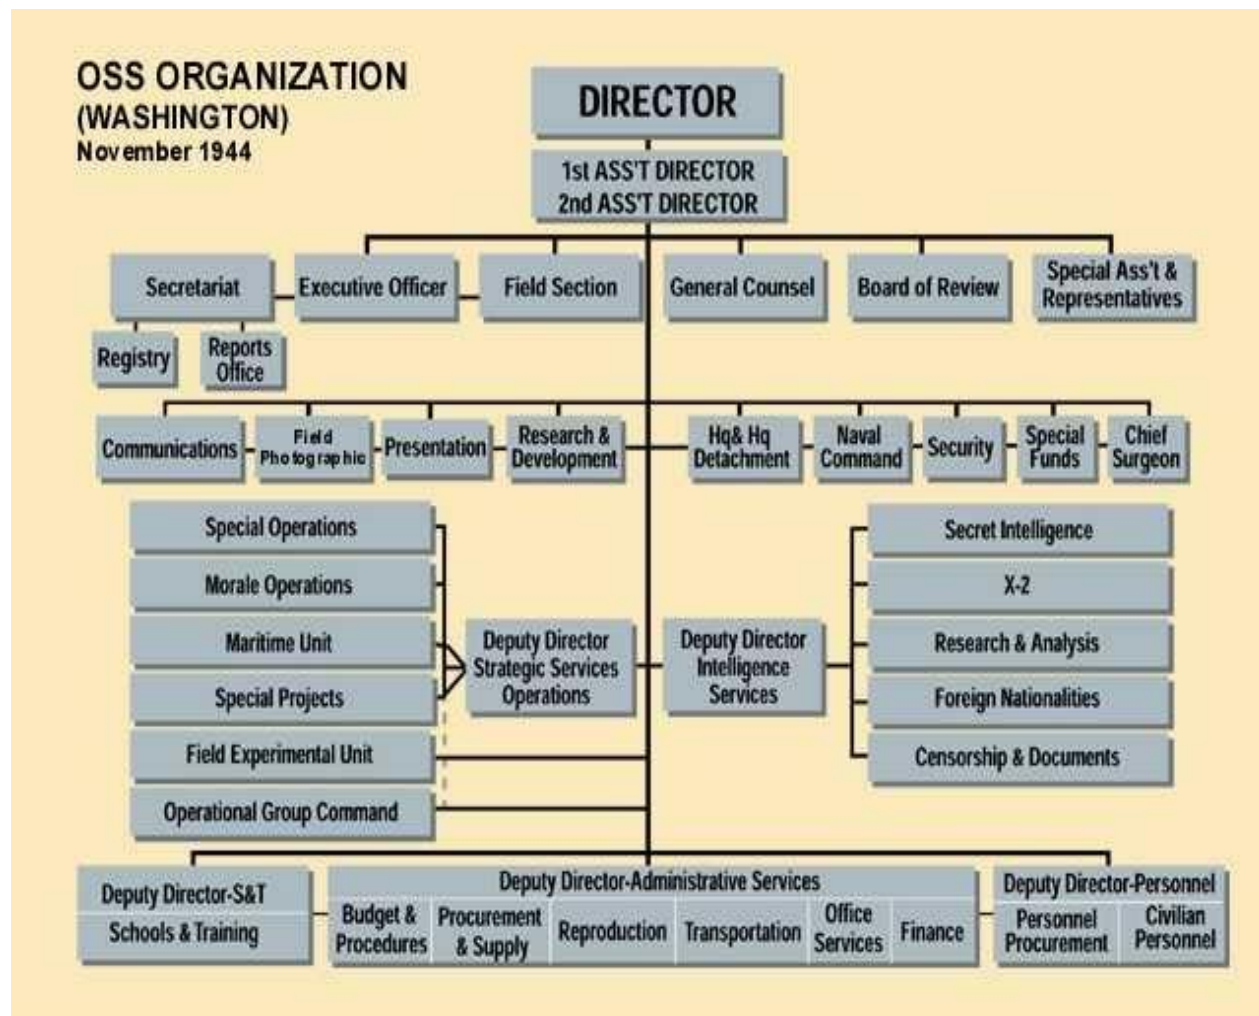 OSS ORGANIZATION
(WASHINGTON)
November 1944
DIRECTOR
1st ASS'T DIRECTOR
2nd ASS'T DIRECTOR
Secretariat
Executive Officer
Field Section
General Counsel
Board of Review
Special Ass't &
Representatives
Registry
Reports
Office
Communications
Field
Photographic
Presentation
Research &
Development
Hq& Hq
Detachment
Naval
Command
Security
Special
Funds
Chief
Surgeon
Special Operations
Morale Operations
Maritime Unit
Special Projects
Field Experimental Unit
Operational Group Command
Deputy Director
Strategic Services
Operations
Deputy Director
Intelligence
Services
Secret Intelligence
X-2
Research & Analysis
Foreign Nationalities
Censorship & Documents
Deputy Director-S&T
Schools & Training
Deputy Director-Administrative Services
Budget &
Procedures
Procurement
& Supply
Reproduction
Transportation
Office
Services
Finance
Deputy Director-Personnel
Personnel
Procurement
Civilian
Personnel